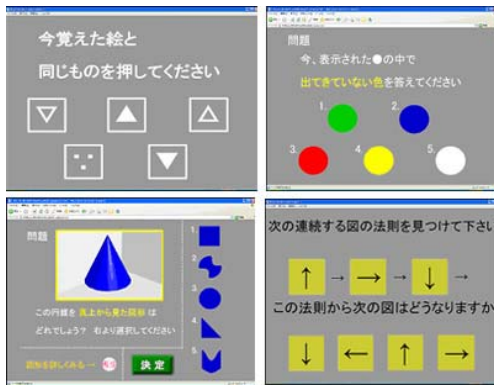 今覚えた絵と
同じものを押してください
問題
今、表示された●の中で
出てきていない色を答えてください
1.
2.
3.
4.
5.
問題
この円錐を 真上から見た図形 は
どれでしょう? 右より選択してください
決定
1.
2
3
4
5
次の連続する図の法則を見つけて下さい
↑ → → → ↓ →
この法則から次の図はどうなりますか
↓ ← ↑ →